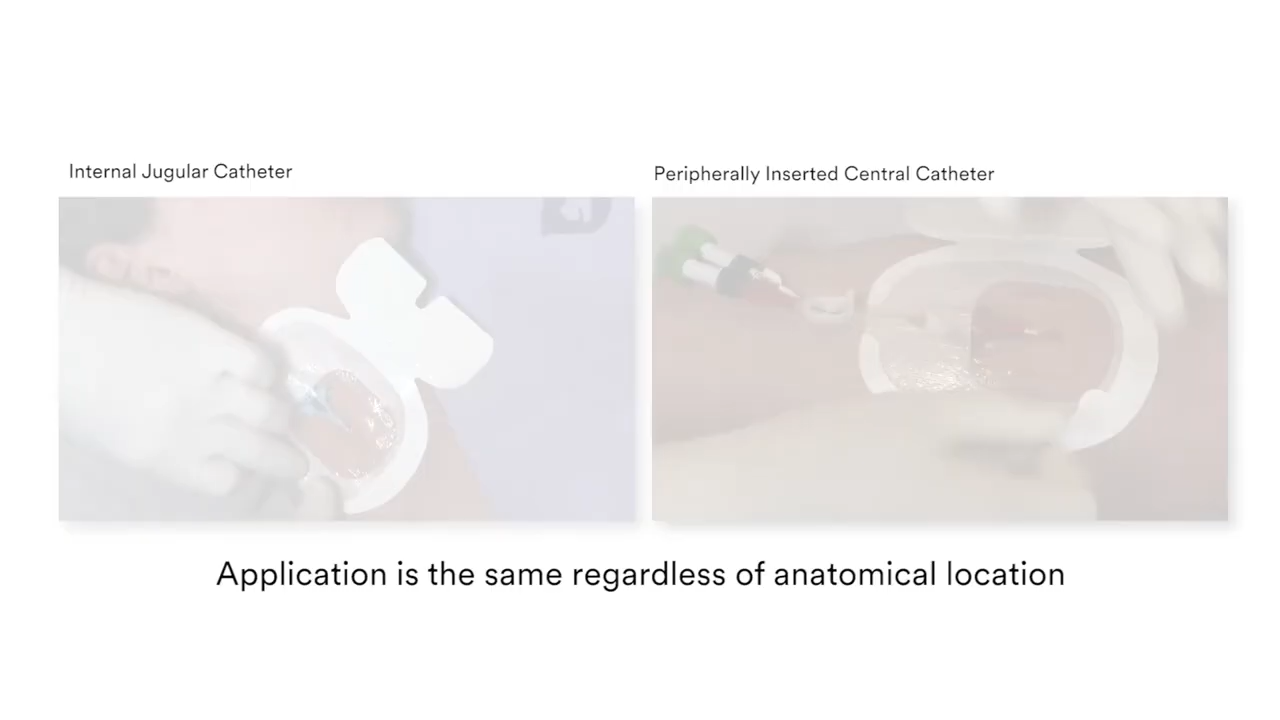 Internal Jugular Catheter
Peripherally Inserted Central Catheter
Application is the same regardless of anatomical location